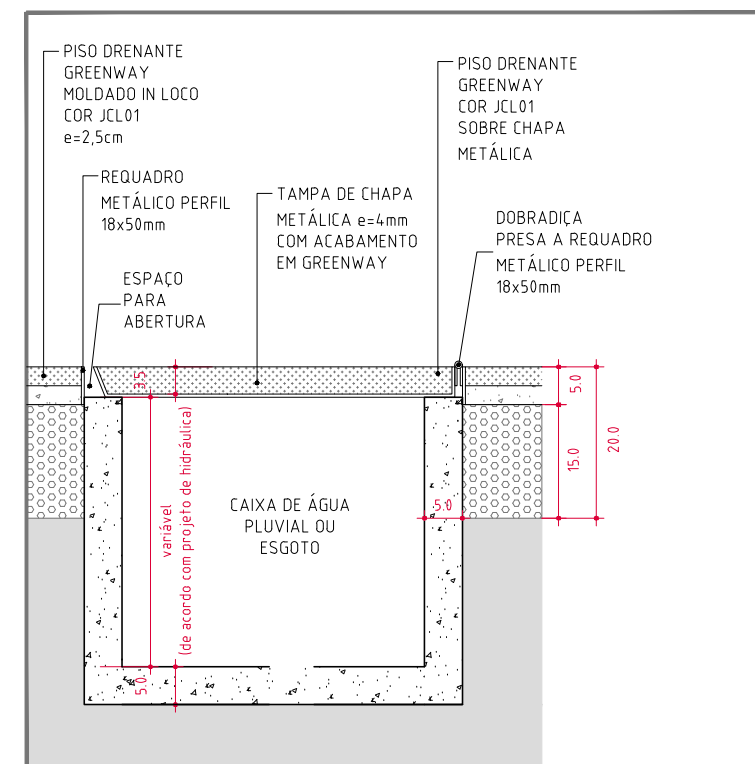 PISO DRENANTE
GREENWAY
MOLDADO IN LOCO
COR JCL01
e=2,5cm
PISO DRENANTE
GREENWAY
COR JCL01
SOBRE CHAPA
METÁLICA
REQUADRO
METÁLICO PERFIL
18x50mm
TAMPA DE CHAPA
METÁLICA e=4mm
COM ACABAMENTO
EM GREENWAY
DOBRADIÇA
PRESA A REQUADRO
METÁLICO PERFIL
18x50mm
ESPAÇO
PARA
ABERTURA
3.5
5.0
15.0
20.0
variável
(de acordo com projeto de hidráulica)
CAIXA DE ÁGUA
PLUVIAL OU
ESGOTO
5.0
5.0